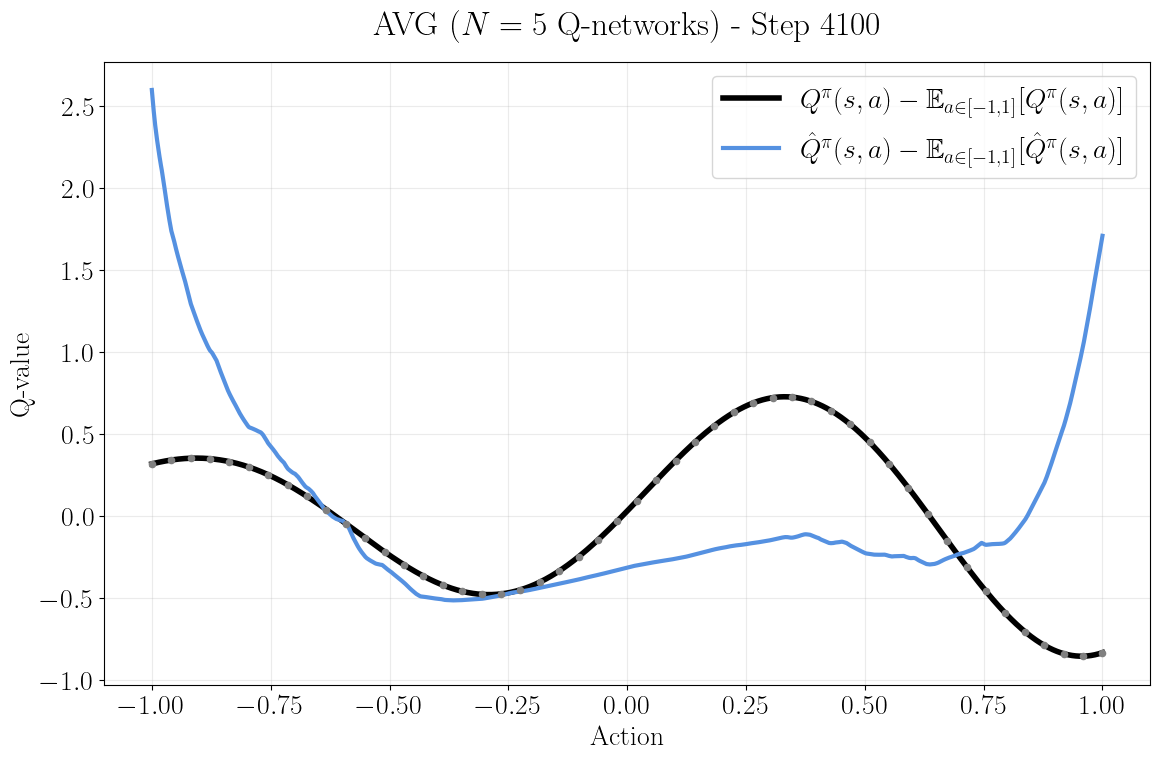 AVG (N = 5 Q-networks) - Step 4100
Q^π(s, a) − 𝔼_{a∈[−1,1]}[Q^π(s, a)]
Q̂^π(s, a) − 𝔼_{a∈[−1,1]}[Q̂^π(s, a)]
Q-value
2.5
2.0
1.5
1.0
0.5
0.0
−0.5
−1.0
−1.00 −0.75 −0.50 −0.25 0.00 0.25 0.50 0.75 1.00
Action